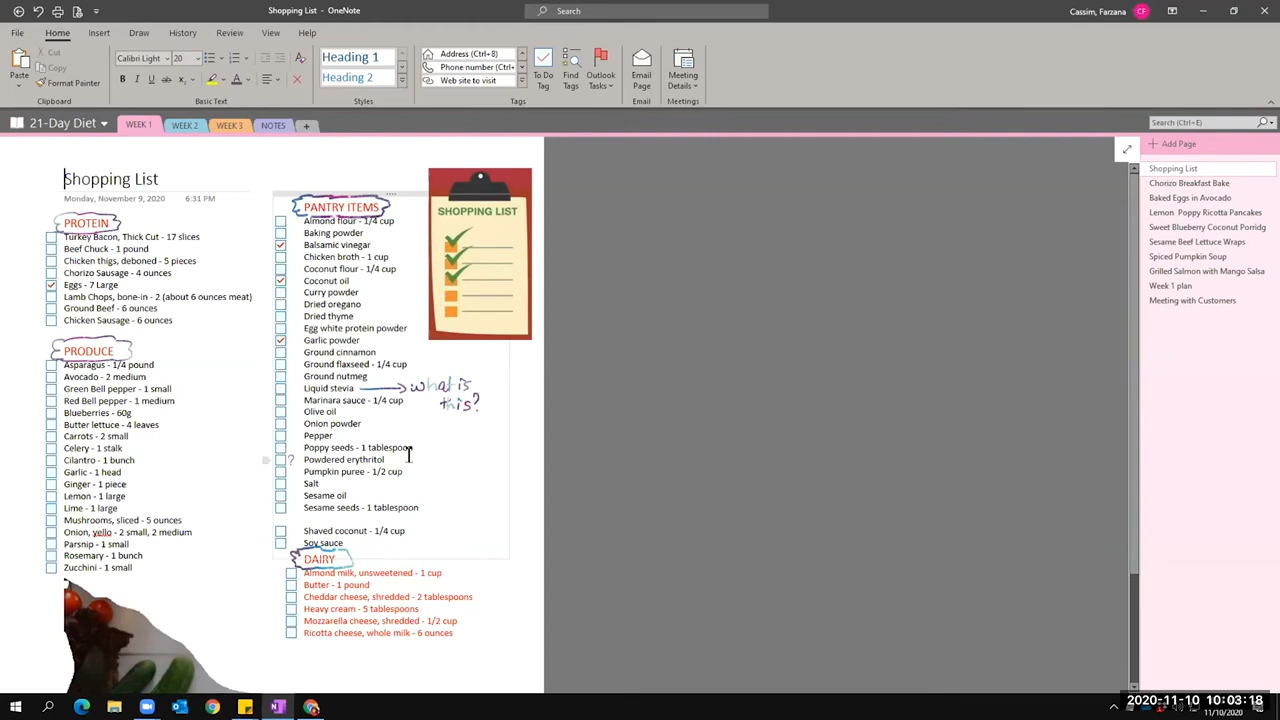 Shopping List - OneNote
Search
Cassim, Farzana
CF
File
Home
Insert
Draw
History
Review
View
Help
Paste
Cut
Copy
Format Painter
Clipboard
Calibri Light
20
B I U ab
Basic Text
Heading 1
Heading 2
Styles
Address (Ctrl+8)
Phone number (Ctrl+
Web site to visit
Tags
To Do
Tag
Find
Tags
Outlook
Tasks
Email
Page
Email
Meeting
Details
Meetings
21-Day Diet
WEEK 1
WEEK 2
WEEK 3
NOTES
Search (Ctrl+E)
Shopping List
Monday, November 9, 2020 6:31 PM
PROTEIN
Turkey Bacon, Thick Cut - 17 slices
Beef Chuck - 1 pound
Chicken thighs, deboned - 5 pieces
Chorizo Sausage - 4 ounces
Eggs - 7 Large
Lamb Chops, bone-in - 2 (about 6 ounces meat)
Ground Beef - 6 ounces
Chicken Sausage - 6 ounces
PRODUCE
Asparagus - 1/4 pound
Avocado - 2 medium
Green Bell pepper - 1 small
Red Bell pepper - 1 medium
Blueberries - 60g
Butter lettuce - 4 leaves
Carrots - 2 small
Celery - 1 stalk
Cilantro - 1 bunch
Garlic - 1 head
Ginger - 1 piece
Lemon - 1 large
Lime - 1 large
Mushrooms, sliced - 5 ounces
Onion, yello - 2 small, 2 medium
Parsnip - 1 small
Rosemary - 1 bunch
Zucchini - 1 small
PANTRY ITEMS
Almond flour - 1/4 cup
Baking powder
Balsamic vinegar
Chicken broth - 1 cup
Coconut flour - 1/4 cup
Coconut oil
Curry powder
Dried oregano
Dried thyme
Egg white protein powder
Garlic powder
Ground cinnamon
Ground flaxseed - 1/4 cup
Ground nutmeg
Liquid stevia
what is
this?
Marinara sauce - 1/4 cup
Olive oil
Onion powder
Pepper
Poppy seeds - 1 tablespoon
? Powdered erythritol
Pumpkin puree - 1/2 cup
Salt
Sesame oil
Sesame seeds - 1 tablespoon
Shaved coconut - 1/4 cup
Soy sauce
DAIRY
Almond milk, unsweetened - 1 cup
Butter - 1 pound
Cheddar cheese, shredded - 2 tablespoons
Heavy cream - 5 tablespoons
Mozzarella cheese, shredded - 1/2 cup
Ricotta cheese, whole milk - 6 ounces
SHOPPING LIST
Add Page
Shopping List
Chorizo Breakfast Bake
Baked Eggs in Avocado
Lemon Poppy Ricotta Pancakes
Sweet Blueberry Coconut Porridg
Sesame Beef Lettuce Wraps
Spiced Pumpkin Soup
Grilled Salmon with Mango Salsa
Week 1 plan
Meeting with Customers
2020-11-10 10:03:18
11/10/2020